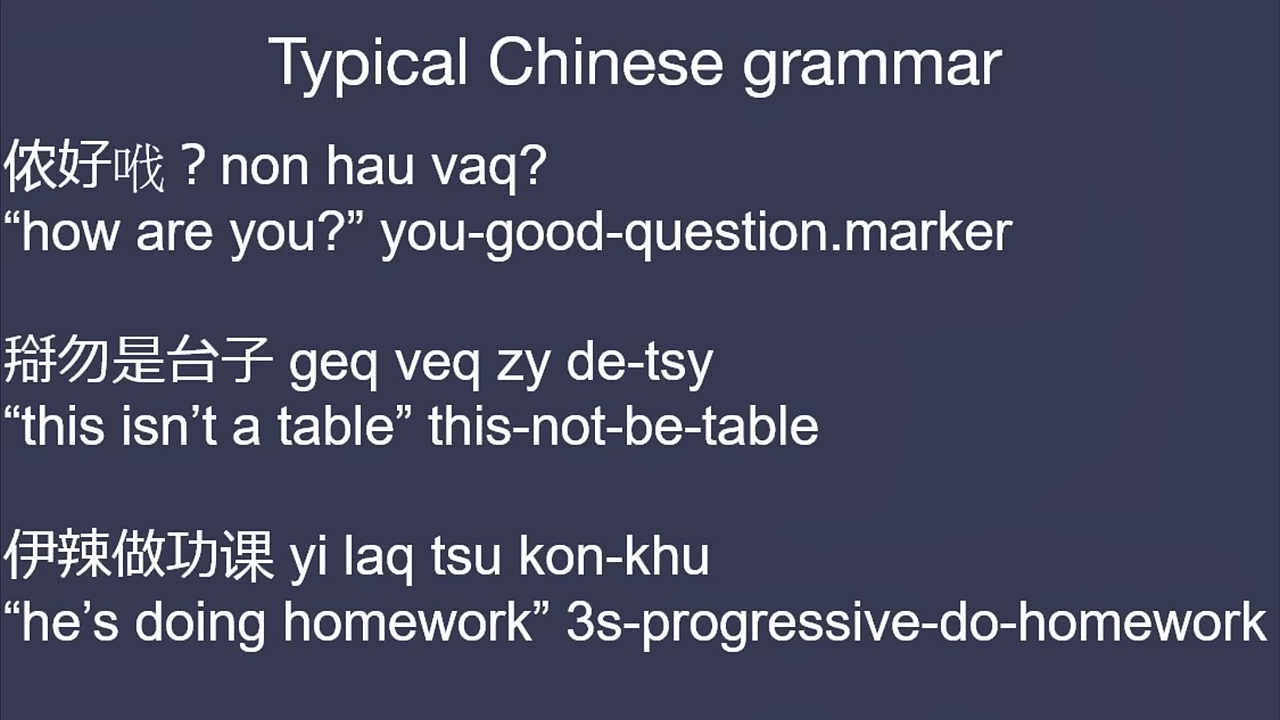 Typical Chinese grammar
侬好哦？non hau vaq?
“how are you?” you-good-question.marker
搿勿是台子 geq veq zy de-tsy
“this isn’t a table” this-not-be-table
伊辣做功课 yi laq tsu kon-khu
“he’s doing homework” 3s-progressive-do-homework